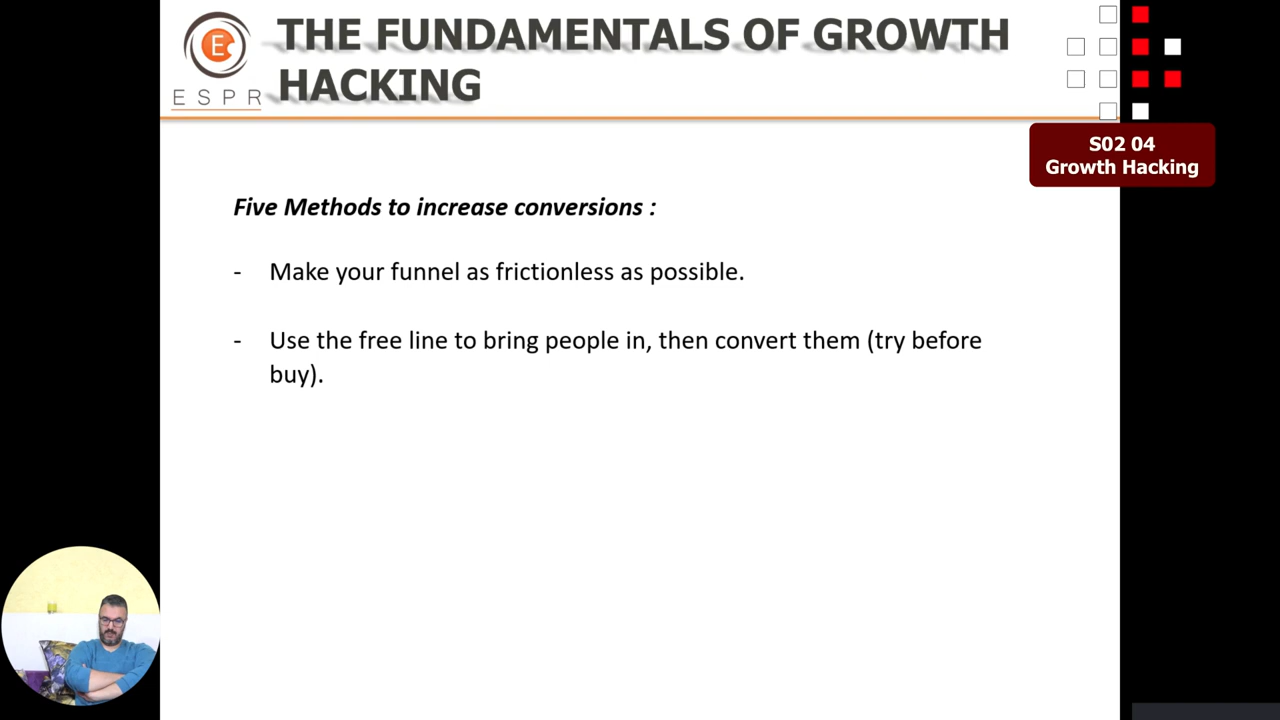 THE FUNDAMENTALS OF GROWTH
HACKING
E
E S P R
S02 04
Growth Hacking
Five Methods to increase conversions :
- Make your funnel as frictionless as possible.
- Use the free line to bring people in, then convert them (try before
buy).